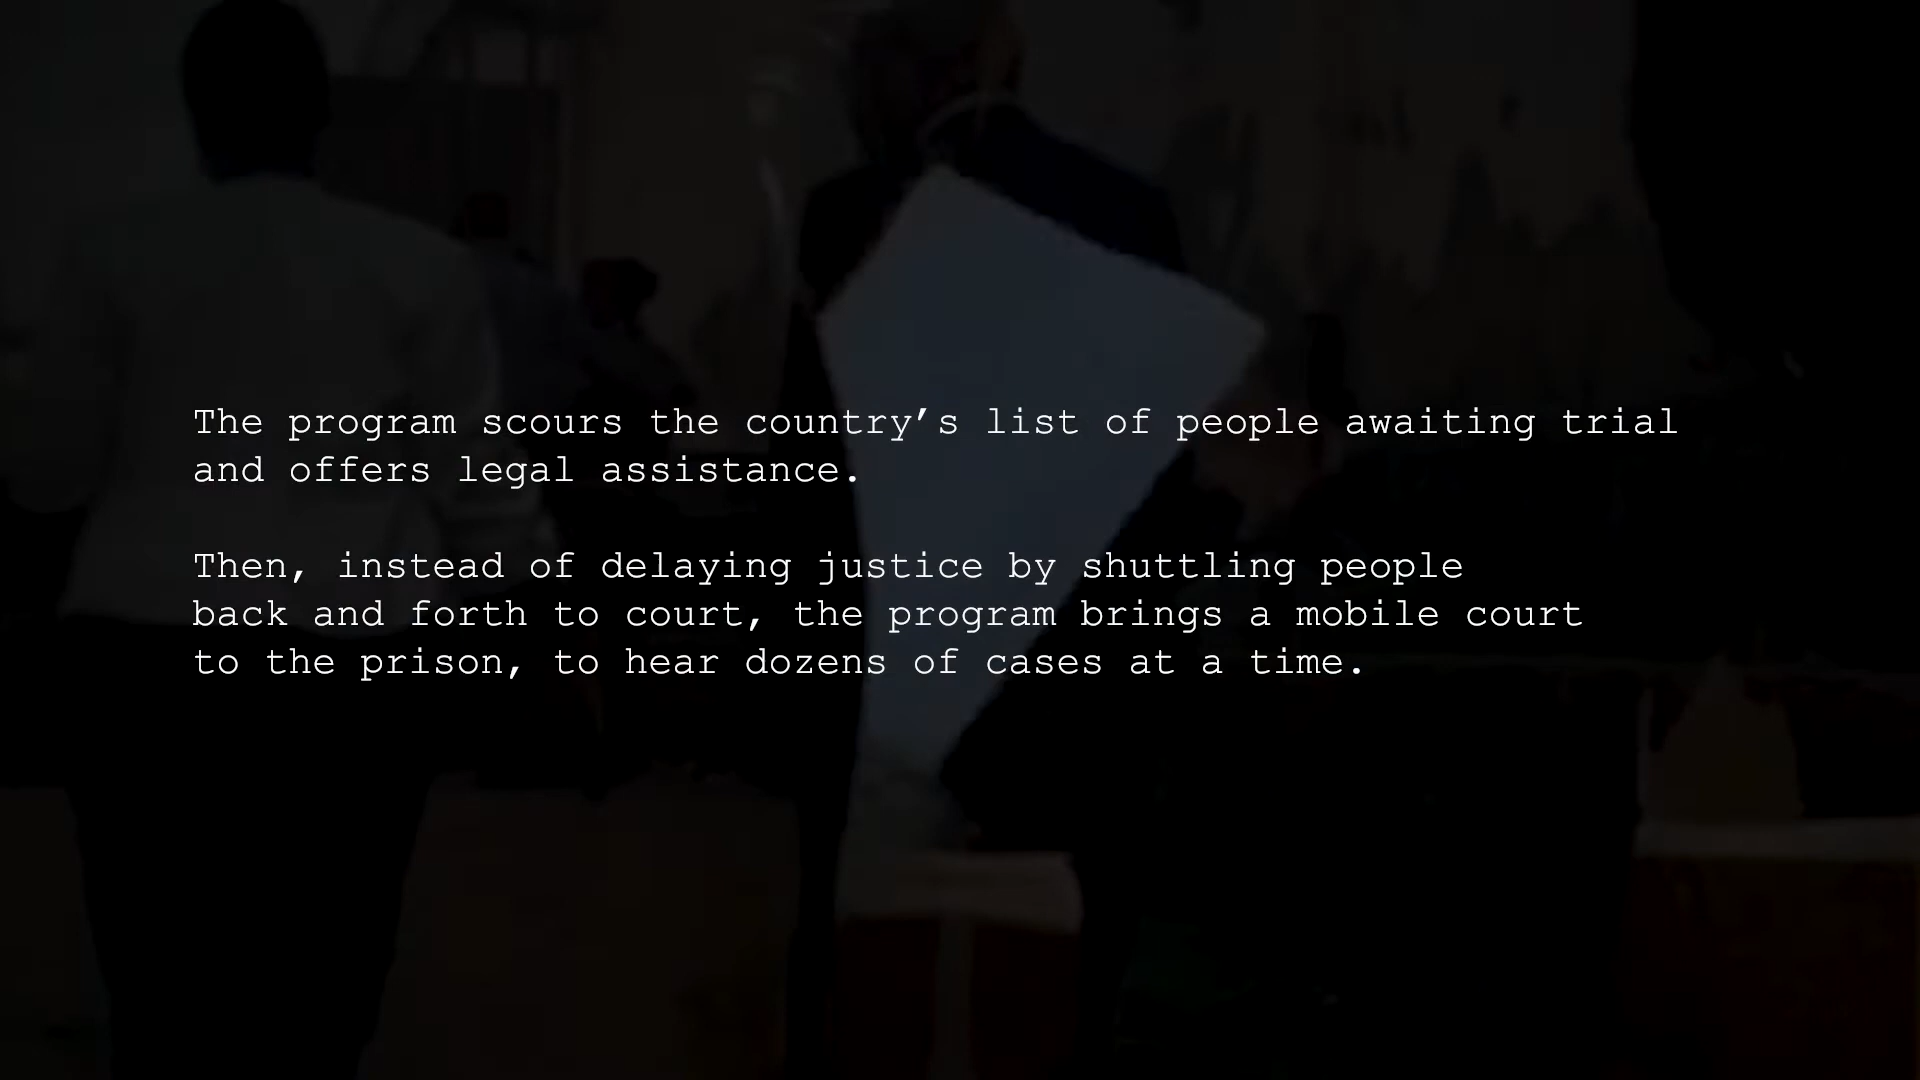 The program scours the country’s list of people awaiting trial
and offers legal assistance.
Then, instead of delaying justice by shuttling people
back and forth to court, the program brings a mobile court
to the prison, to hear dozens of cases at a time.